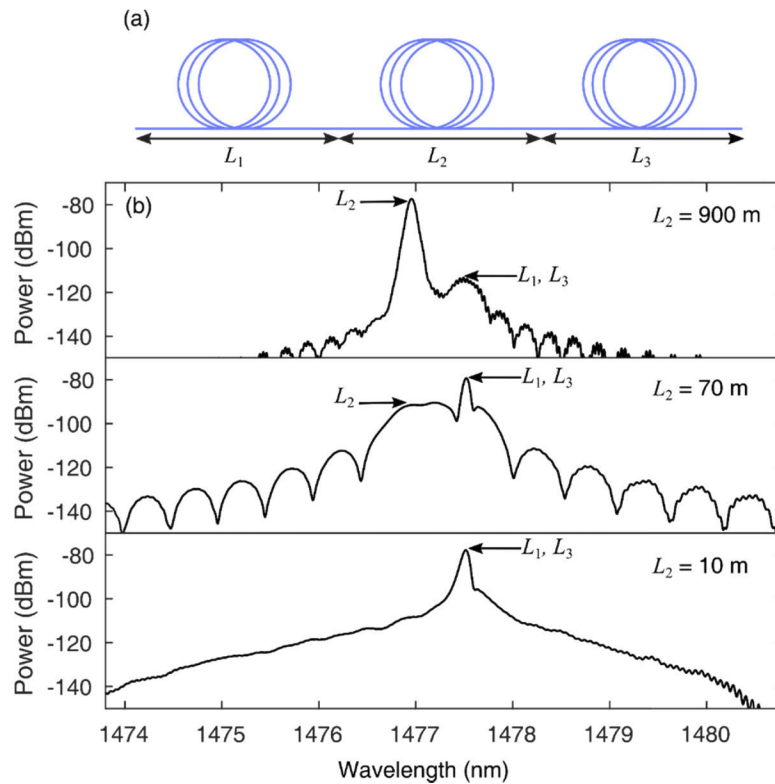 (a)
L1 L2 L3
(b)
L2
L1, L3
L2 = 900 m
Power (dBm)
-80
-100
-120
-140
L2
L1, L3
L2 = 70 m
Power (dBm)
-80
-100
-120
-140
L1, L3
L2 = 10 m
Power (dBm)
-80
-100
-120
-140
1474 1475 1476 1477 1478 1479 1480
Wavelength (nm)